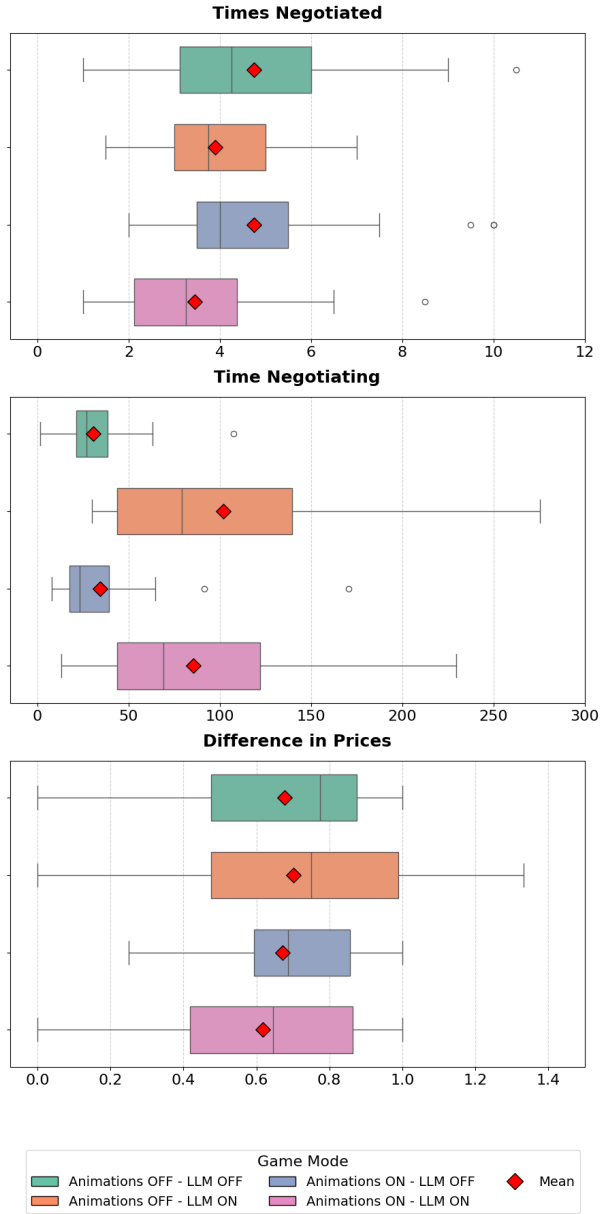 Times Negotiated
0 2 4 6 8 10 12
Time Negotiating
0 50 100 150 200 250 300
Difference in Prices
0.0 0.2 0.4 0.6 0.8 1.0 1.2 1.4
Game Mode
Animations OFF - LLM OFF Animations ON - LLM OFF Mean
Animations OFF - LLM ON Animations ON - LLM ON